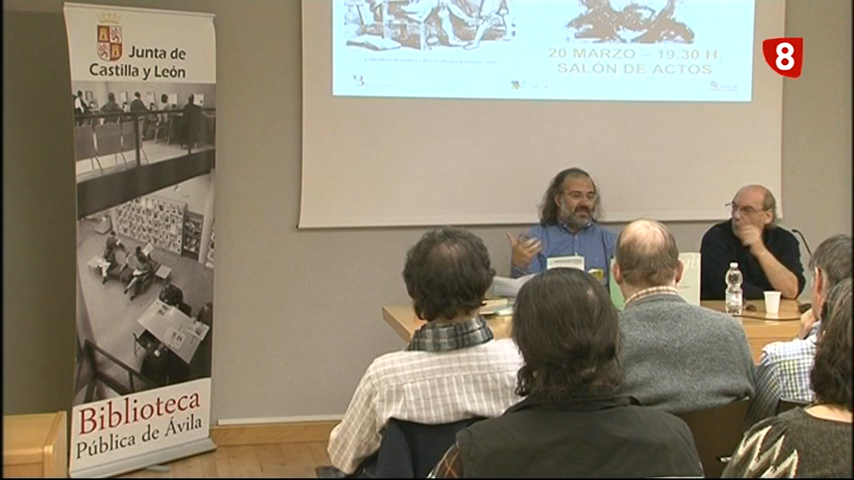 Junta de
Castilla y León
Biblioteca
Pública de Ávila
20 MARZO – 19,30 H.
SALÓN DE ACTOS
8